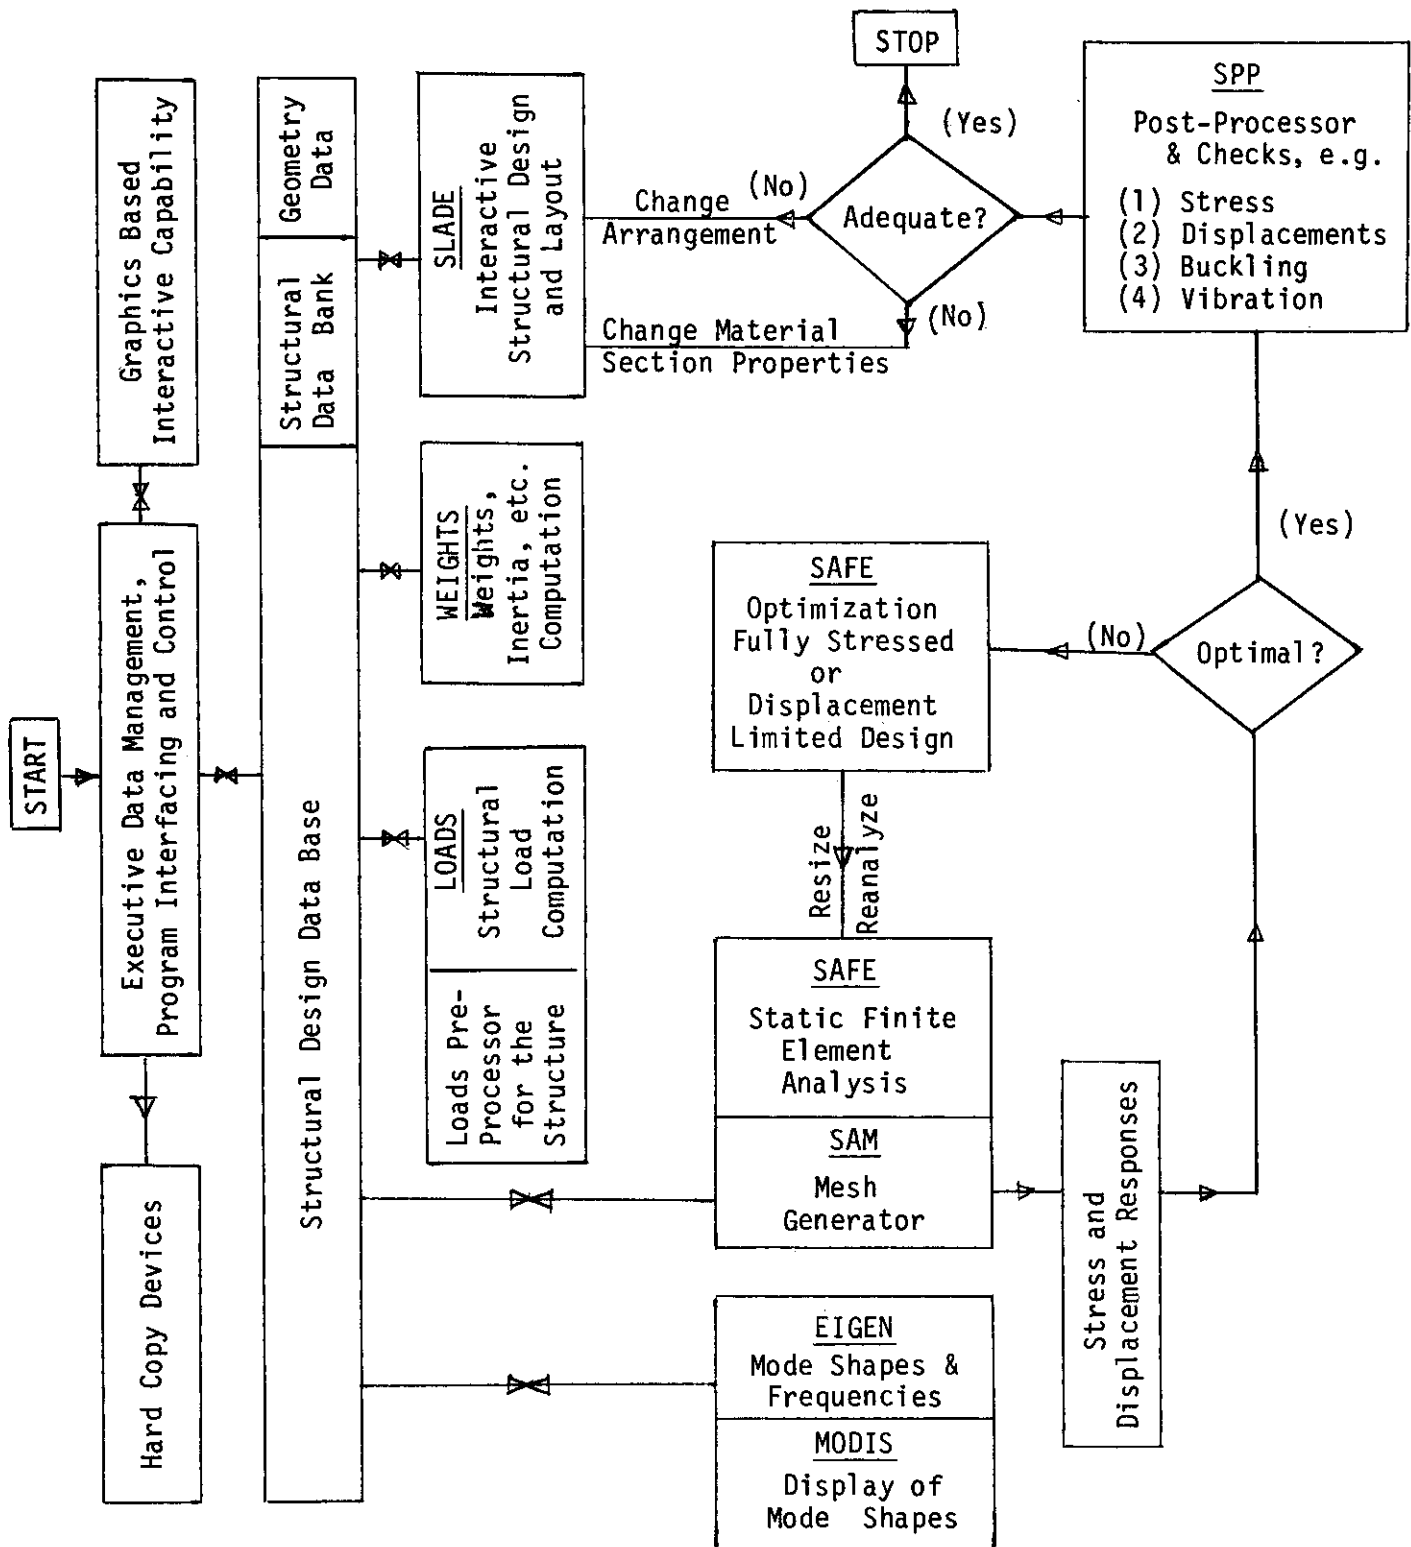 START
Graphics Based
Interactive Capability
Executive Data Management,
Program Interfacing and Control
Hard Copy Devices
Geometry
Data
Structural
Data Bank
Structural Design Data Base
SLADE
Interactive
Structural Design
and Layout
WEIGHTS
Weights,
Inertia, etc.
Computation
LOADS
Structural
Load
Computation
Loads Pre-
Processor
for the
Structure
STOP
(Yes)
Adequate?
(No)
Change
Arrangement
(No)
Change Material
Section Properties
SPP
Post-Processor
& Checks, e.g.
(1) Stress
(2) Displacements
(3) Buckling
(4) Vibration
(Yes)
Optimal?
(No)
SAFE
Optimization
Fully Stressed
or
Displacement
Limited Design
Resize
Reanalyze
SAFE
Static Finite
Element
Analysis
SAM
Mesh
Generator
Stress and
Displacement Responses
EIGEN
Mode Shapes &
Frequencies
MODIS
Display of
Mode Shapes